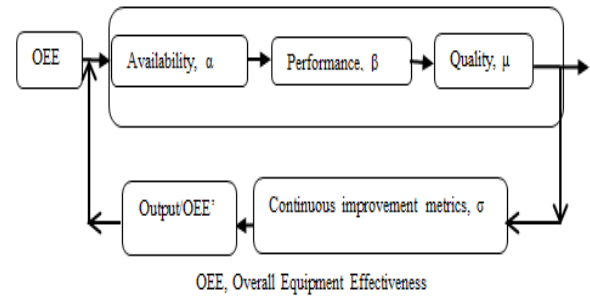 OEE
Availability, α
Performance, β
Quality, μ
Output/OEE’
Continuous improvement metrics, σ
OEE, Overall Equipment Effectiveness